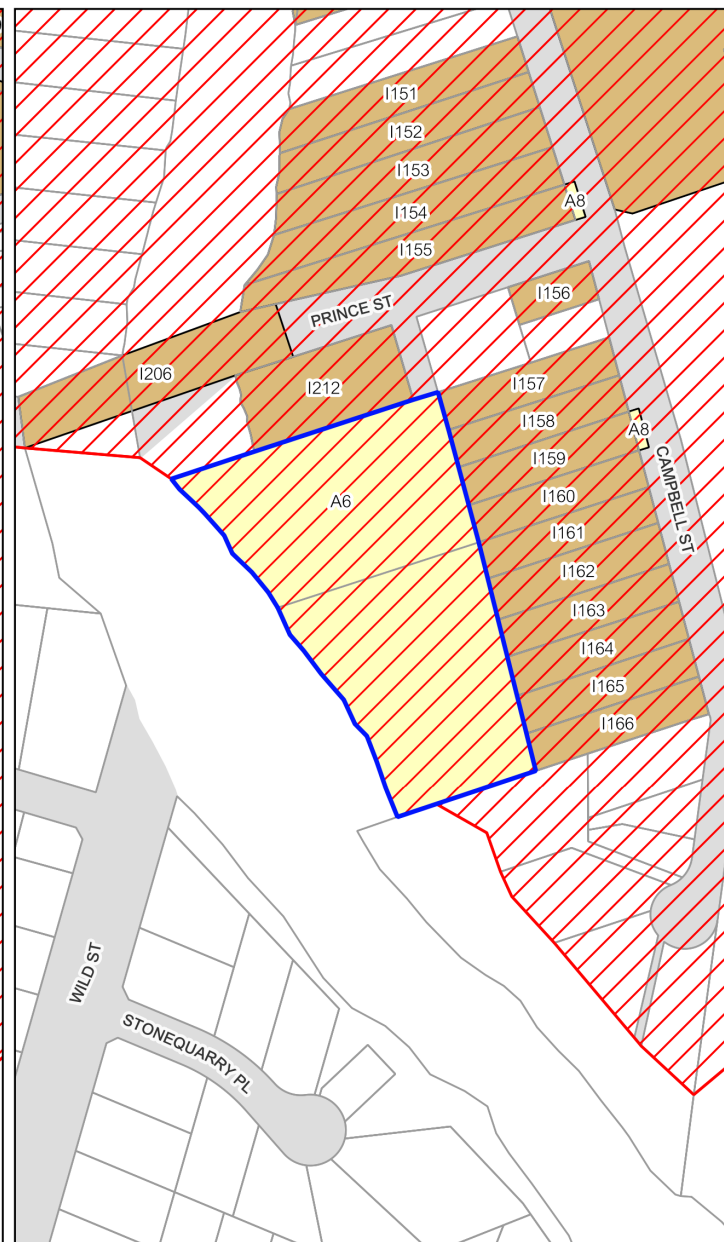 I151
I152
I153
I154
A8
I155
I156
PRINCE ST
I206
I212
I157
I158
A8
I159
CAMPBELL ST
I160
A6
I161
I162
I163
I164
I165
I166
WILD ST
STONEQUARRY PL